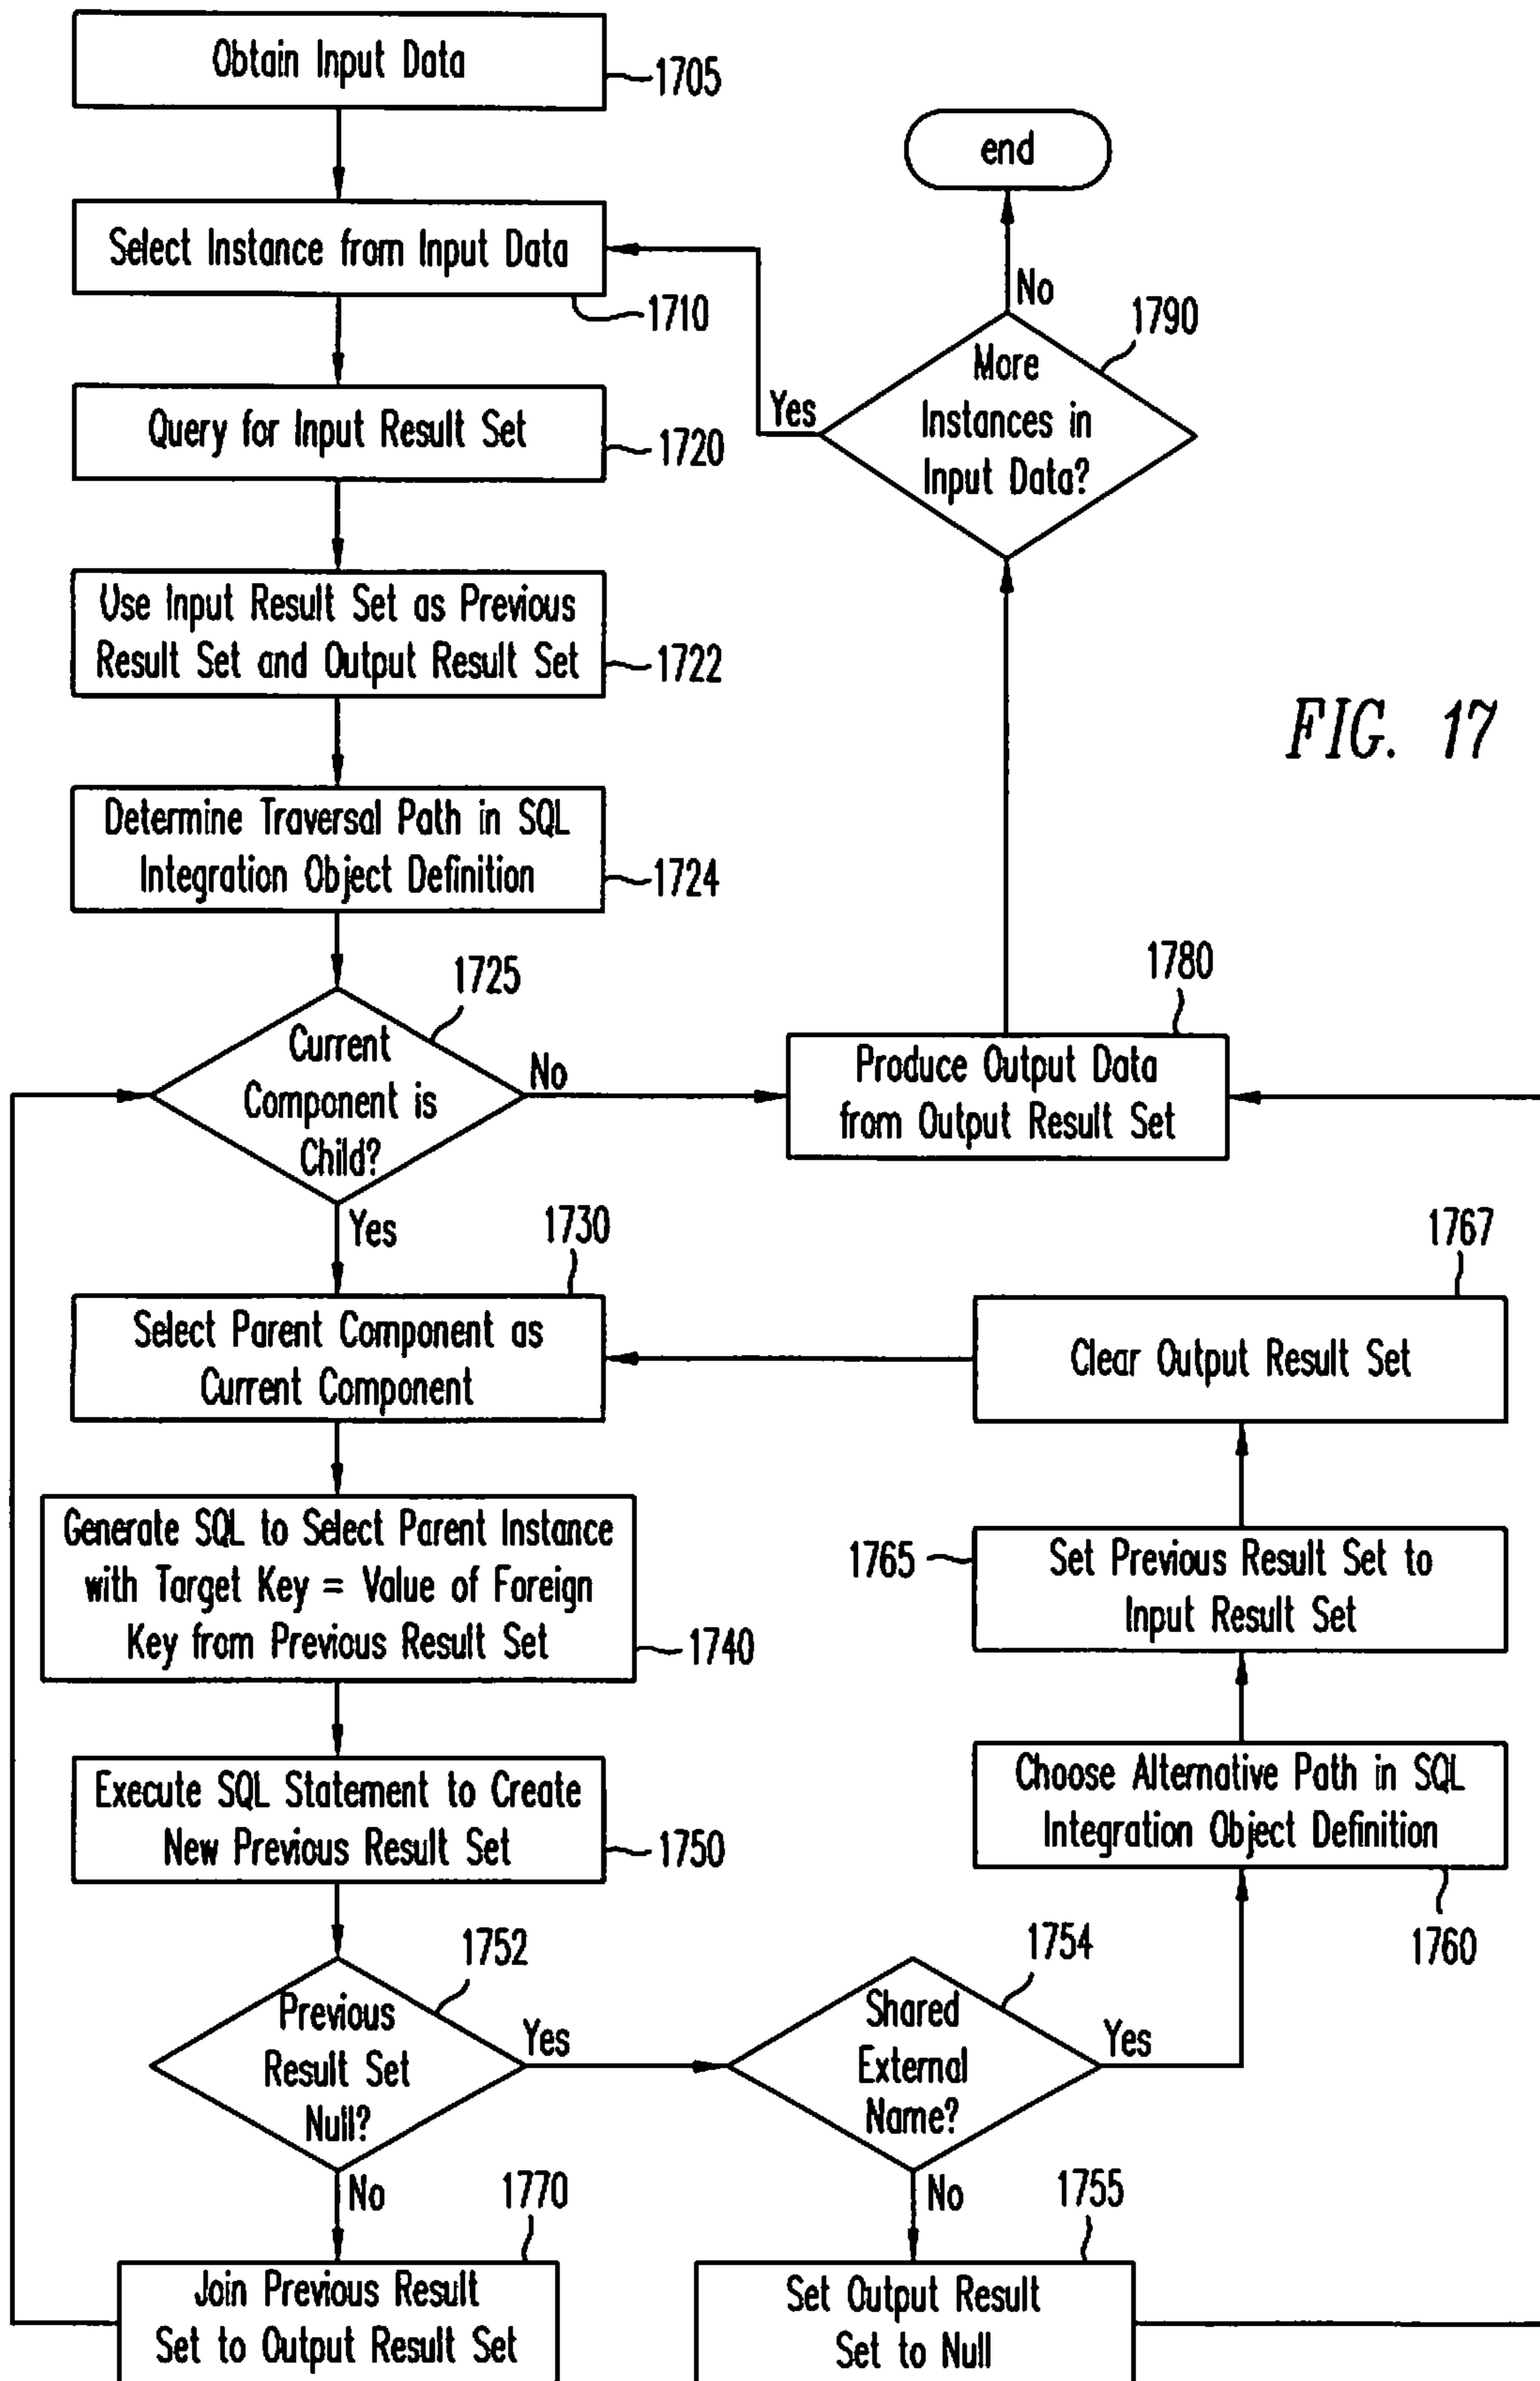 Obtain Input Data
1705
Select Instance from Input Data
1710
Query for Input Result Set
1720
Use Input Result Set as Previous
Result Set and Output Result Set
1722
Determine Traversal Path in SQL
Integration Object Definition
1724
1725
Current
Component is
Child?
No
Yes
1730
Select Parent Component as
Current Component
Generate SQL to Select Parent Instance
with Target Key = Value of Foreign
Key from Previous Result Set
1740
Execute SQL Statement to Create
New Previous Result Set
1750
1752
Previous
Result Set
Null?
Yes
No
1770
Join Previous Result
Set to Output Result Set
1754
Shared
External
Name?
Yes
No
1755
Set Output Result
Set to Null
Choose Alternative Path in SQL
Integration Object Definition
1760
1765
Set Previous Result Set to
Input Result Set
1767
Clear Output Result Set
1780
Produce Output Data
from Output Result Set
1790
More
Instances in
Input Data?
Yes
No
end
FIG. 17